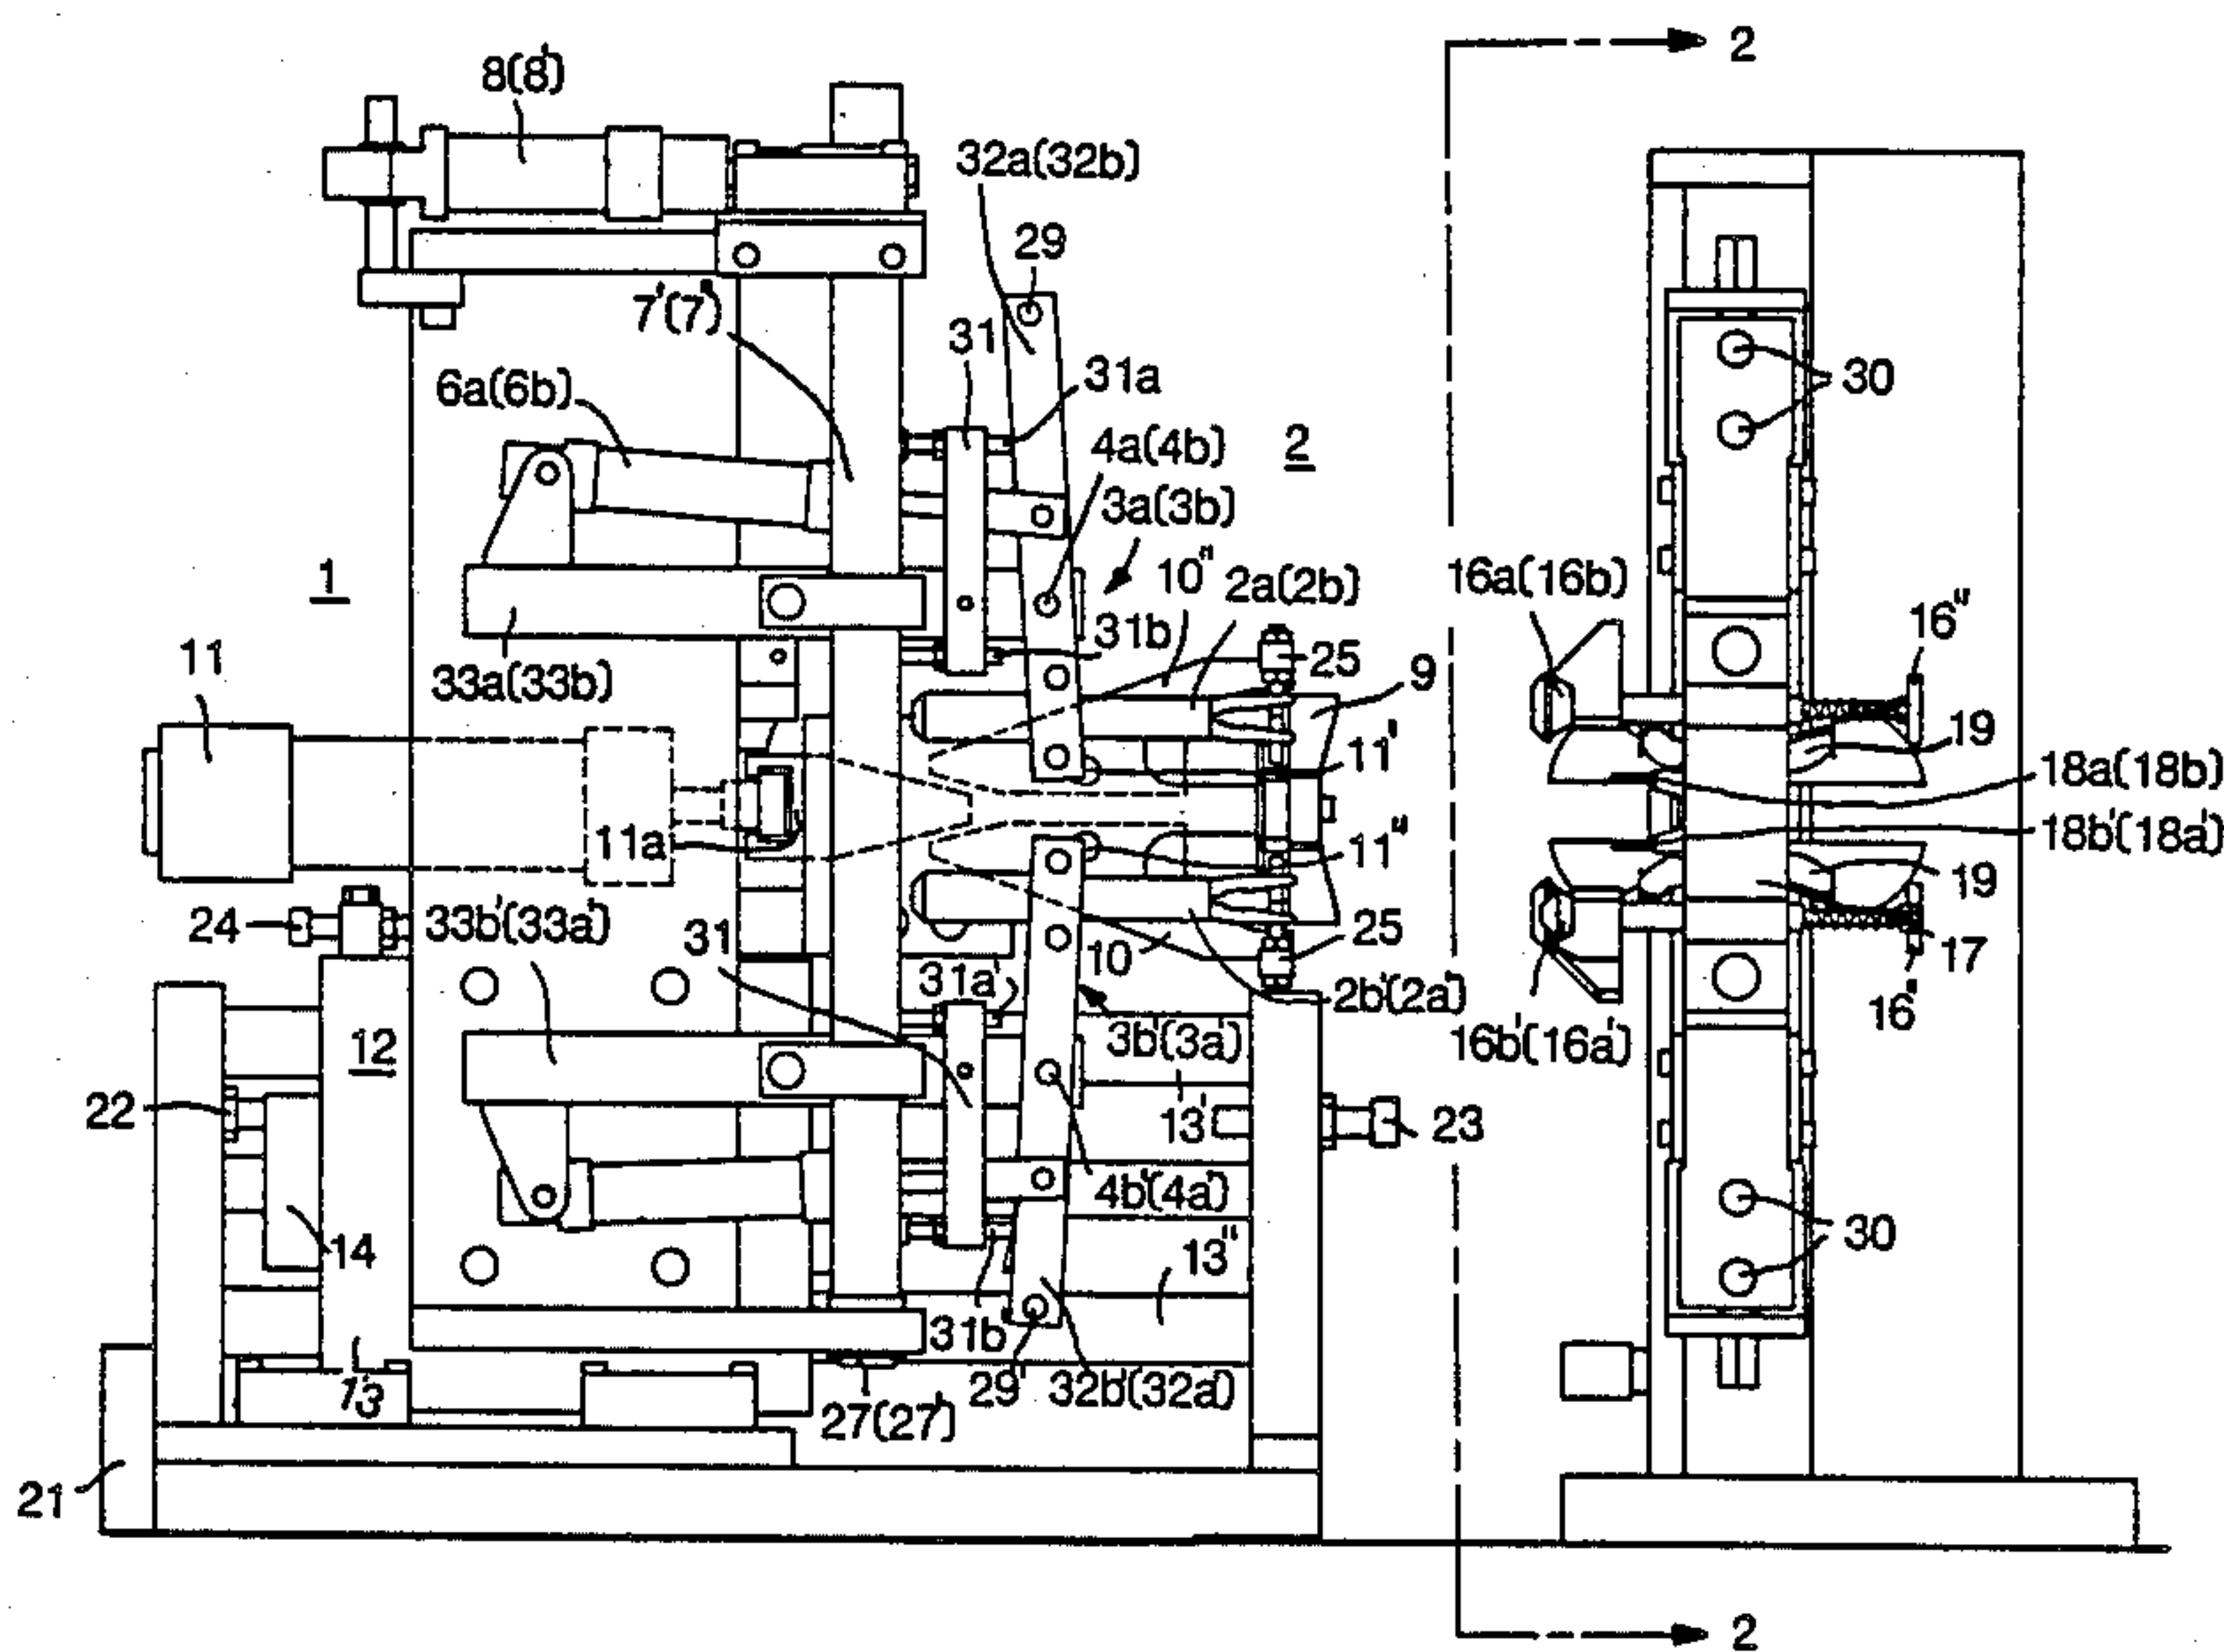 2
8(8')
32a(32b)
29
7'(7")
31
31a
30
6a(6b)
4a(4b)
2
3a(3b)
10"
2a(2b)
16a(16b)
1
16"
11
31b
25
9
33a(33b)
19
11'
18a(18b)
11a
11"
18b'(18a')
24
33b'(33a')
31
25
19
10
17
31a'
2b'(2a')
16'
12
3b'(3a')
16b'(16a')
22
13'
13'
23
4b'(4a')
14
13"
30
31b'
13
29'
32b'(32a')
27(27')
21
2